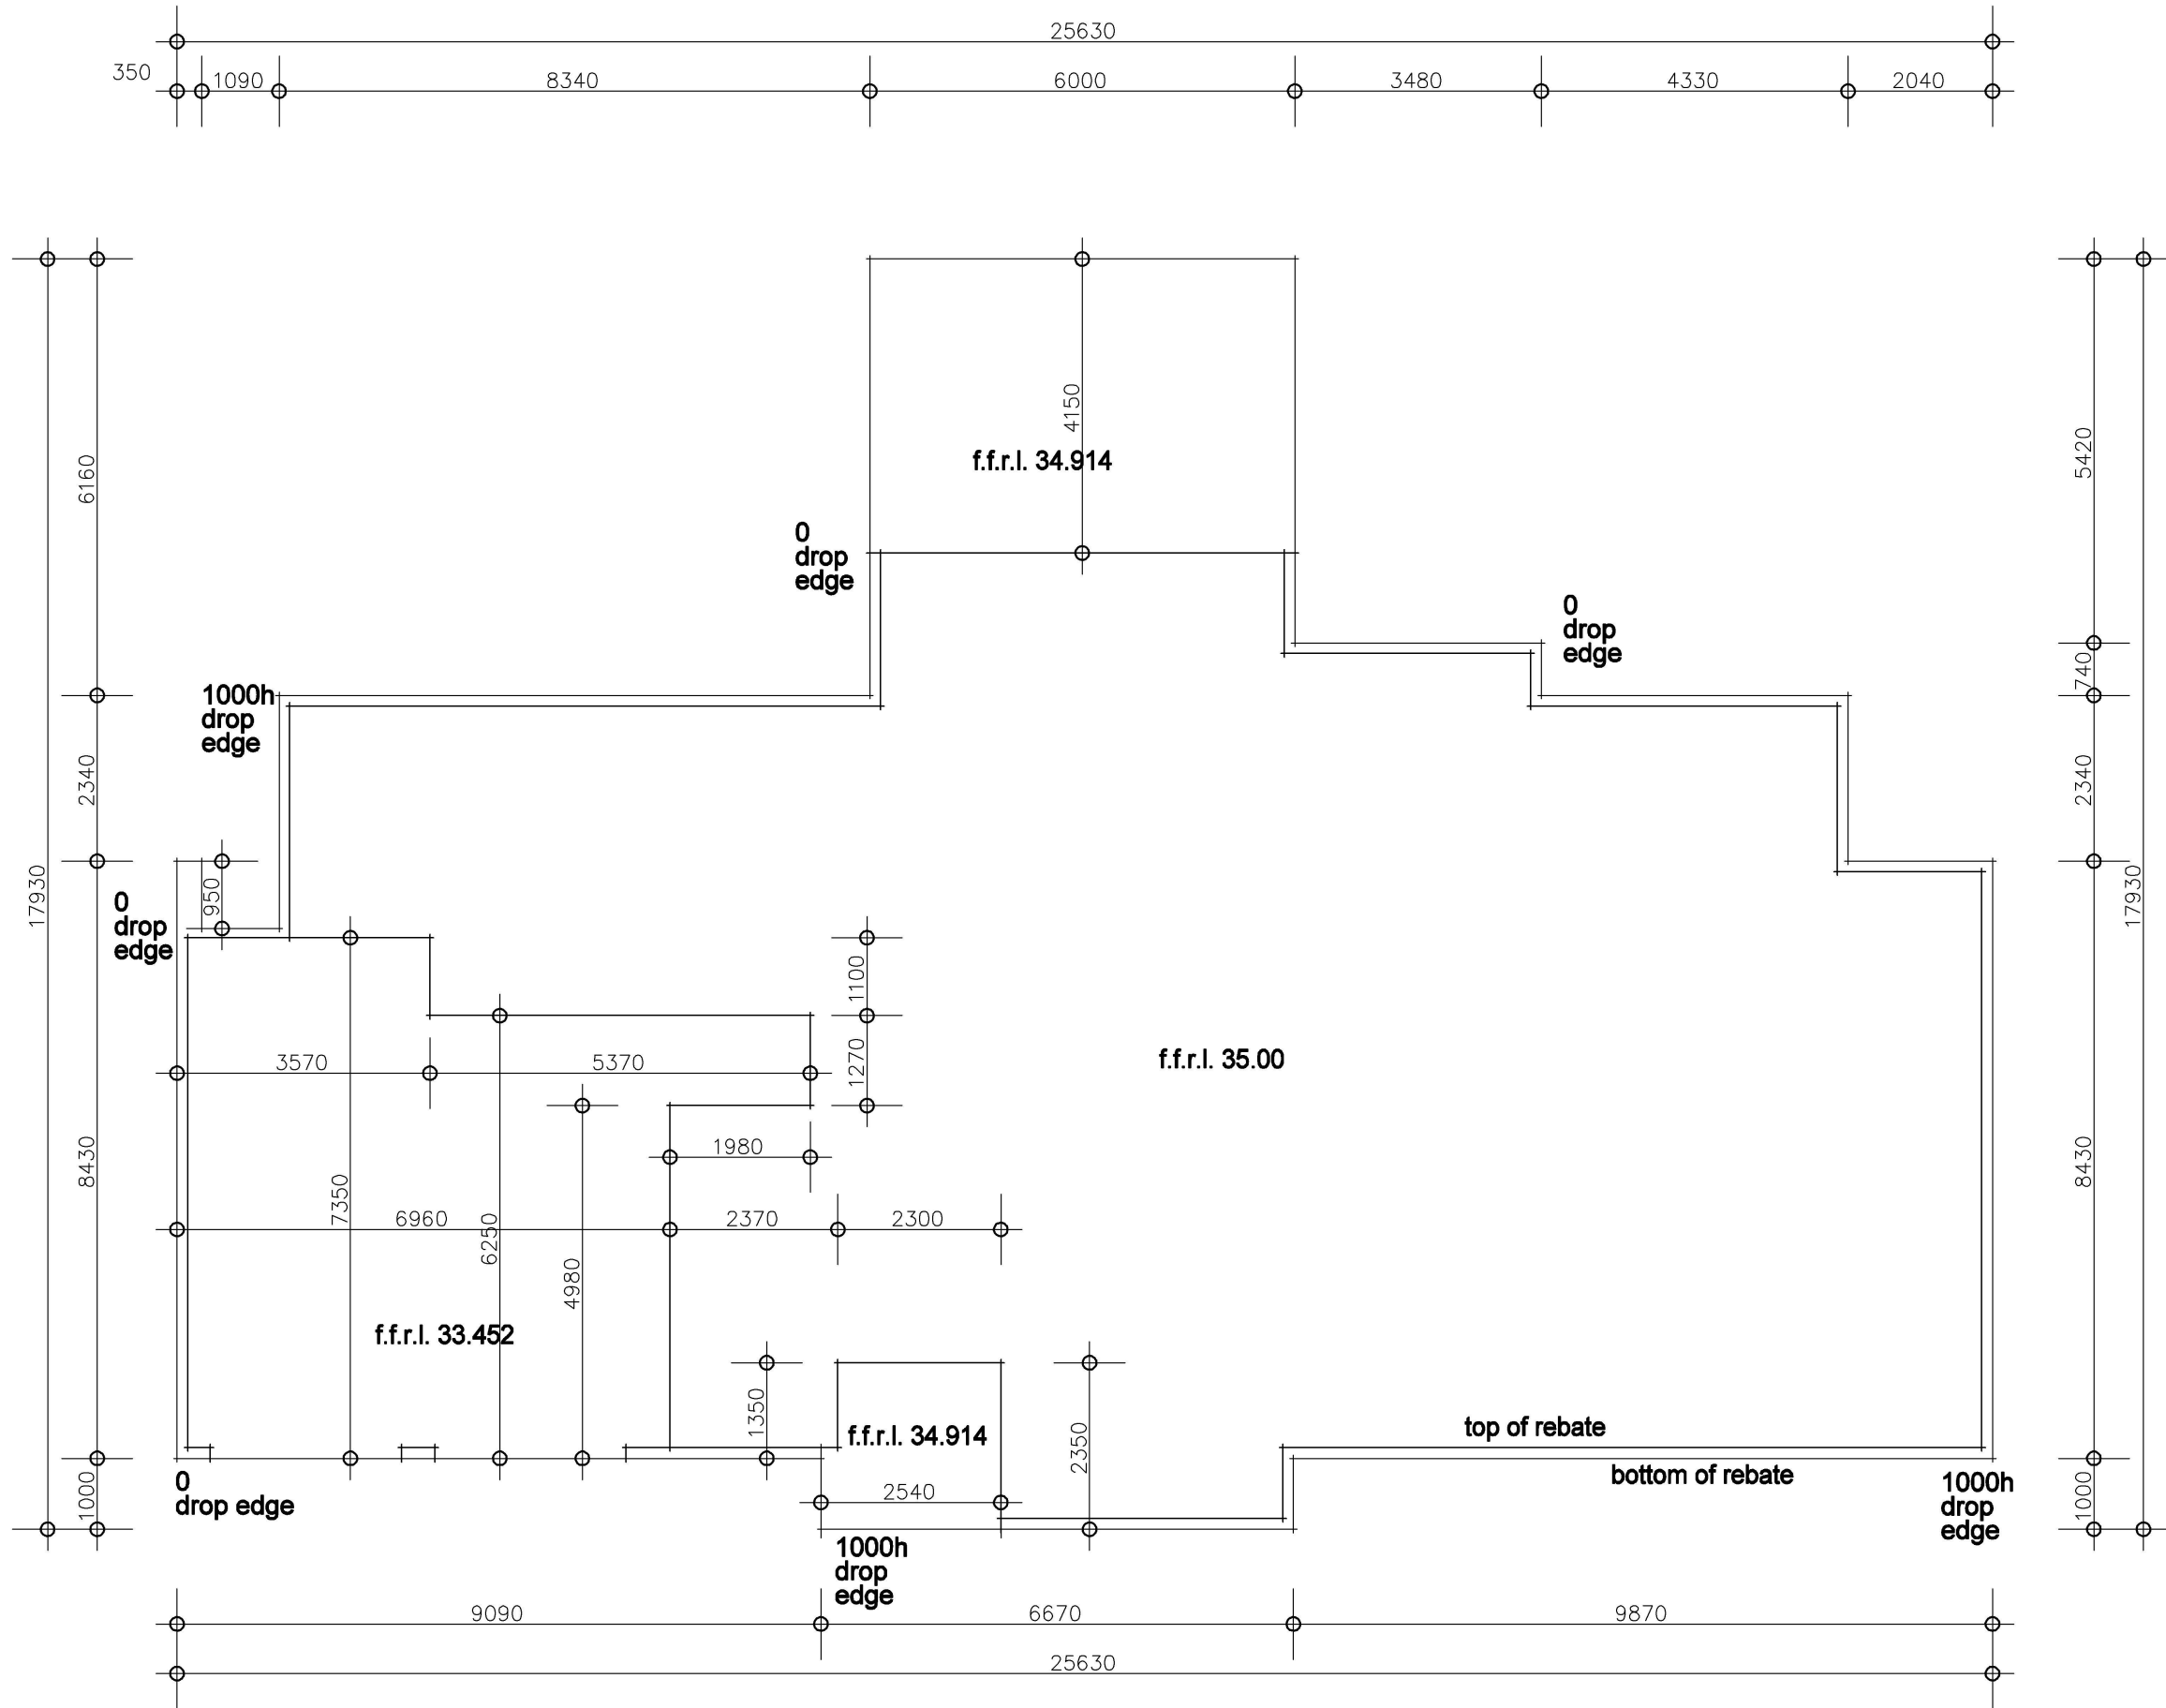 25630
350
1090
8340
6000
3480
4330
2040
4150
f.f.r.l. 34.914
6160
5420
0
drop
edge
0
drop
edge
740
1000h
drop
edge
2340
2340
17930
17930
950
0
drop
edge
1100
1270
3570
5370
f.f.r.l. 35.00
1980
8430
8430
7350
6960
6250
2370
2300
4980
f.f.r.l. 33.452
1350
f.f.r.l. 34.914
2350
top of rebate
bottom of rebate
1000
1000
0
drop edge
2540
1000h
drop
edge
1000h
drop
edge
9090
6670
9870
25630